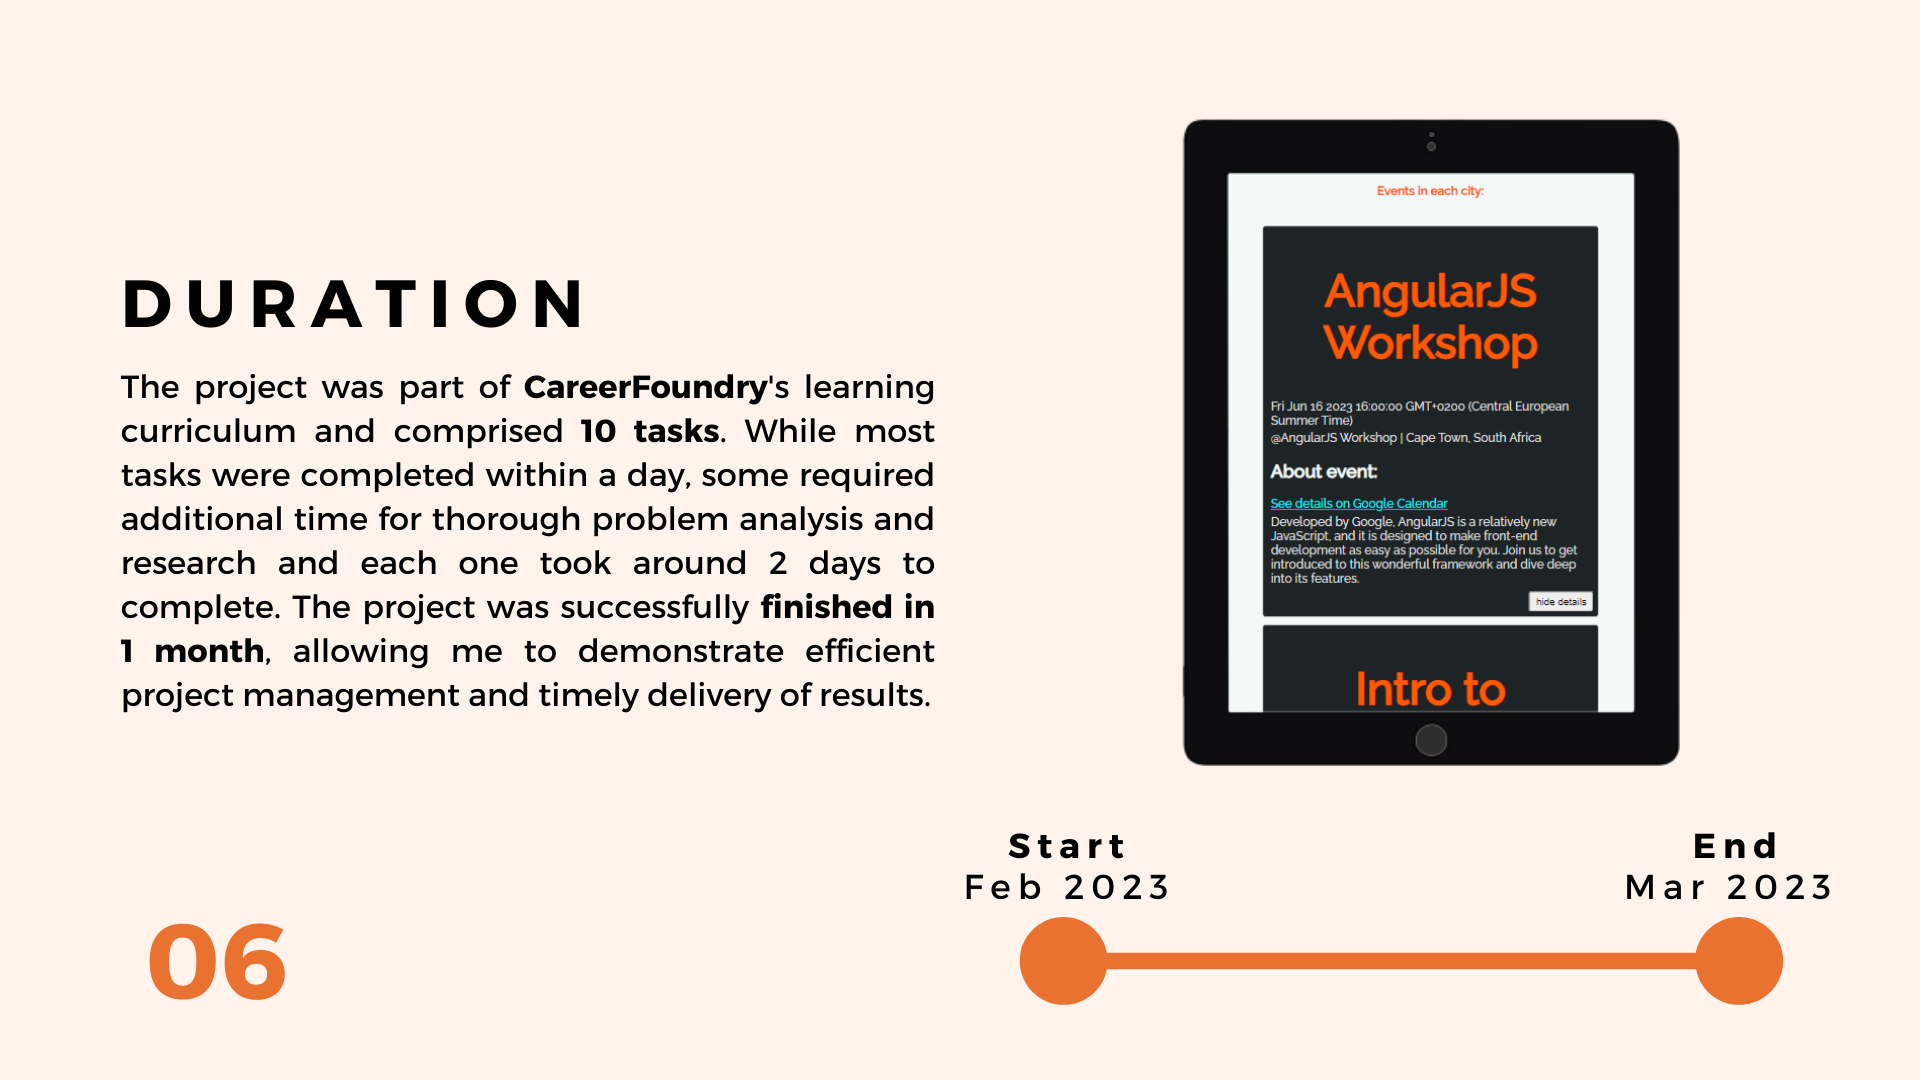 DURATION
The project was part of CareerFoundry's learning
curriculum and comprised 10 tasks. While most
tasks were completed within a day, some required
additional time for thorough problem analysis and
research and each one took around 2 days to
complete. The project was successfully finished in
1 month, allowing me to demonstrate efficient
project management and timely delivery of results.
Events in each city:
AngularJS
Workshop
Fri Jun 16 2023 16:00:00 GMT+0200 (Central European
Summer Time)
@AngularJS Workshop | Cape Town, South Africa
About event:
See details on Google Calendar
Developed by Google, AngularJS is a relatively new
JavaScript, and it is designed to make front-end
development as easy as possible for you. Join us to get
introduced to this wonderful framework and dive deep
into its features.
hide details
Intro to
Start
Feb 2023
End
Mar 2023
06